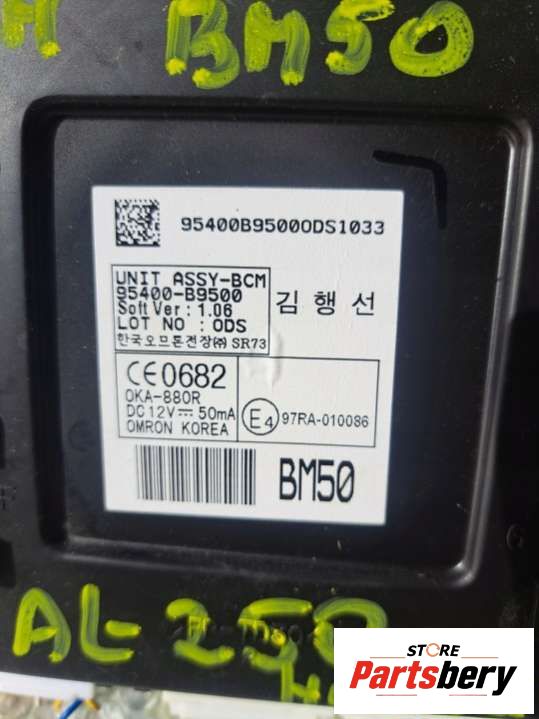 BM50
95400B9500ODS1033
UNIT ASSY-BCM
95400-B9500
Soft Ver : 1.06
LOT NO : ODS
한국오므론전장㈜ SR73
김행선
CE0682
OKA-880R
DC 12V ⎓ 50mA
OMRON KOREA
E4 97RA-010086
BM50
AL-250
STORE
Partsbery